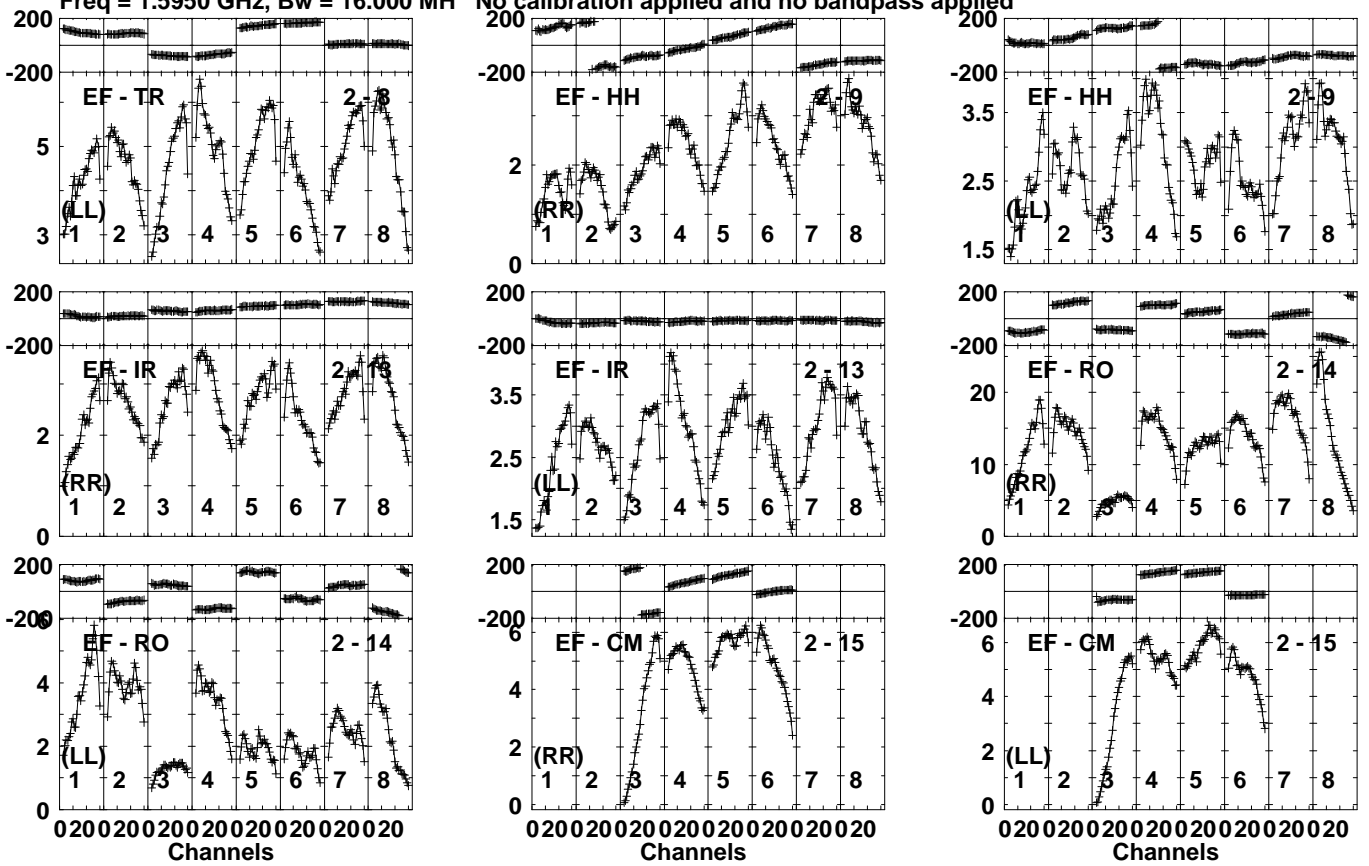 Freq = 1.5950 GHz, Bw = 16.000 MH No calibration applied and no bandpass applied
200 200 200
-200 -200 -200
EF - TR 2 - 8 EF - HH 2 - 9 EF - HH 2 - 9
3.5
5 2 2.5
(LL) (RR) (LL)
3 1 2 3 4 5 6 7 8 1 2 3 4 5 6 7 8 1 2 3 4 5 6 7 8
0 1.5
200 200 200
-200 -200 -200
EF - IR 2 - 13 EF - IR 2 - 13 EF - RO 2 - 14
3.5 20
2 2.5 10
(RR) (LL) (RR)
1 2 3 4 5 6 7 8 1 2 3 4 5 6 7 8 1 2 3 4 5 6 7 8
0 1.5 0
200 200 200
-200 -200 -200
6 EF - RO 2 - 14 6 EF - CM 2 - 15 6 EF - CM 2 - 15
4 4 4
2 2 2
(LL) (RR) (LL)
1 2 3 4 5 6 7 8 1 2 3 4 5 6 7 8 1 2 3 4 5 6 7 8
0 0 0
0 20 0 20 0 20 0 20 0 20 0 20 0 20 0 20 0 20 0 20 0 20 0 20 0 20 0 20 0 20 0 20 0 20 0 20 0 20 0 20 0 20 0 20 0 20 0 20
Channels Channels Channels